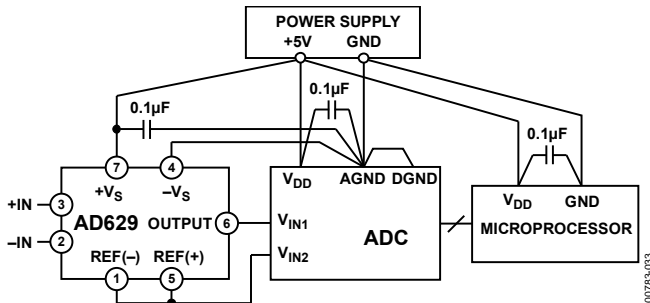 POWER SUPPLY
+5V GND
0.1µF 0.1µF 0.1µF
7 4
+VS –VS VDD AGND DGND VDD GND
+IN 3
AD629 OUTPUT 6 VIN1 ADC MICROPROCESSOR
–IN 2
REF(–) REF(+) VIN2
1 5
00783-033